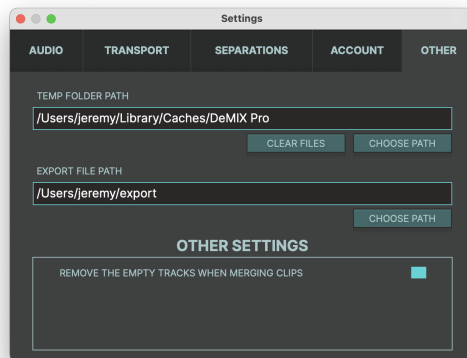 Settings
AUDIO TRANSPORT SEPARATIONS ACCOUNT OTHER
TEMP FOLDER PATH
/Users/jeremy/Library/Caches/DeMIX Pro
CLEAR FILES CHOOSE PATH
EXPORT FILE PATH
/Users/jeremy/export
CHOOSE PATH
OTHER SETTINGS
REMOVE THE EMPTY TRACKS WHEN MERGING CLIPS